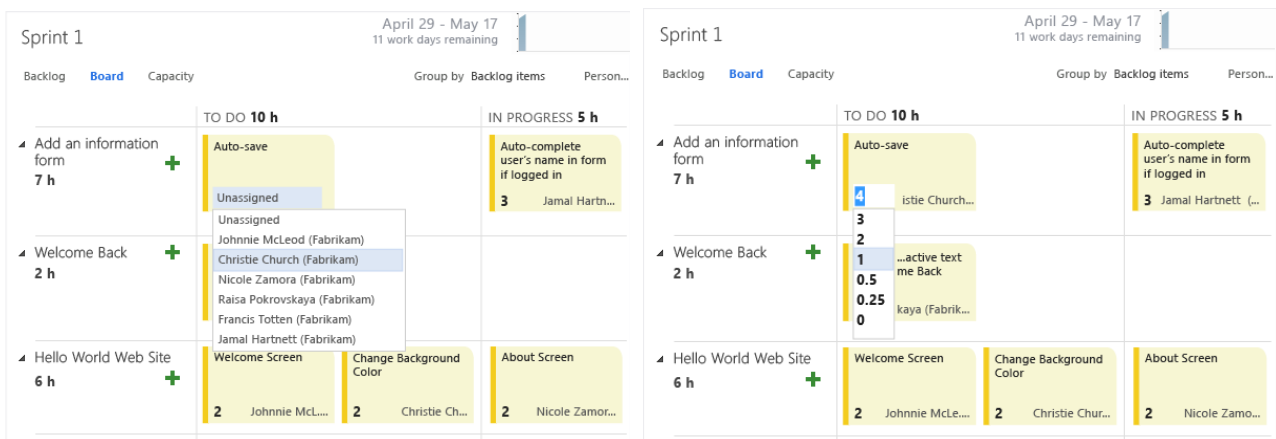 Sprint 1
April 29 - May 17
11 work days remaining
Backlog Board Capacity
Group by Backlog items Person...
TO DO 10 h
IN PROGRESS 5 h
Add an information
form
7 h
Auto-save
Unassigned
Unassigned
Johnnie McLeod (Fabrikam)
Christie Church (Fabrikam)
Nicole Zamora (Fabrikam)
Raisa Pokrovskaya (Fabrikam)
Francis Totten (Fabrikam)
Jamal Hartnett (Fabrikam)
Auto-complete
user's name in form
if logged in
3 Jamal Hartn...
Welcome Back
2 h
Hello World Web Site
6 h
Welcome Screen
2 Johnnie McL....
Change Background
Color
2 Christie Ch...
About Screen
2 Nicole Zamor...
Sprint 1
April 29 - May 17
11 work days remaining
Backlog Board Capacity
Group by Backlog items Person...
TO DO 10 h
IN PROGRESS 5 h
Add an information
form
7 h
Auto-save
4 istie Church...
3
2
1
0.5
0.25
0
Auto-complete
user's name in form
if logged in
3 Jamal Hartnett (...
Welcome Back
2 h
...active text
me Back
kaya (Fabrik...
Hello World Web Site
6 h
Welcome Screen
2 Johnnie McLe....
Change Background
Color
2 Christie Chur...
About Screen
2 Nicole Zamo...